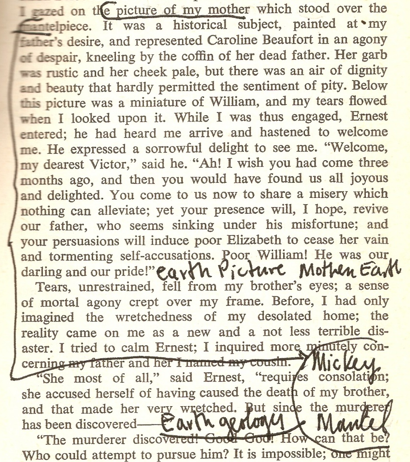 I gazed on the picture of my mother which stood over the
mantelpiece. It was a historical subject, painted at my
father's desire, and represented Caroline Beaufort in an agony
of despair, kneeling by the coffin of her dead father. Her garb
was rustic and her cheek pale, but there was an air of dignity
and beauty that hardly permitted the sentiment of pity. Below
this picture was a miniature of William, and my tears flowed
when I looked upon it. While I was thus engaged, Ernest
entered; he had heard me arrive and hastened to welcome
me. He expressed a sorrowful delight to see me. “Welcome,
my dearest Victor,” said he. “Ah! I wish you had come three
months ago, and then you would have found us all joyous
and delighted. You come to us now to share a misery which
nothing can alleviate; yet your presence will, I hope, revive
our father, who seems sinking under his misfortune; and
your persuasions will induce poor Elizabeth to cease her vain
and tormenting self-accusations. Poor William! He was our
darling and our pride!” earth Picture Mother Earth
Tears, unrestrained, fell from my brother's eyes; a sense
of mortal agony crept over my frame. Before, I had only
imagined the wretchedness of my desolated home; the
reality came on me as a new and a not less terrible dis-
aster. I tried to calm Ernest; I inquired more minutely con-
cerning my father and her I named my cousin. Mickey
“She most of all,” said Ernest, “requires consolation;
she accused herself of having caused the death of my brother,
and that made her very wretched. But since the murderer
has been discovered— Earth geology Mantel
“The murderer discovered! Good God! How can that be?
Who could attempt to pursue him? It is impossible; one might